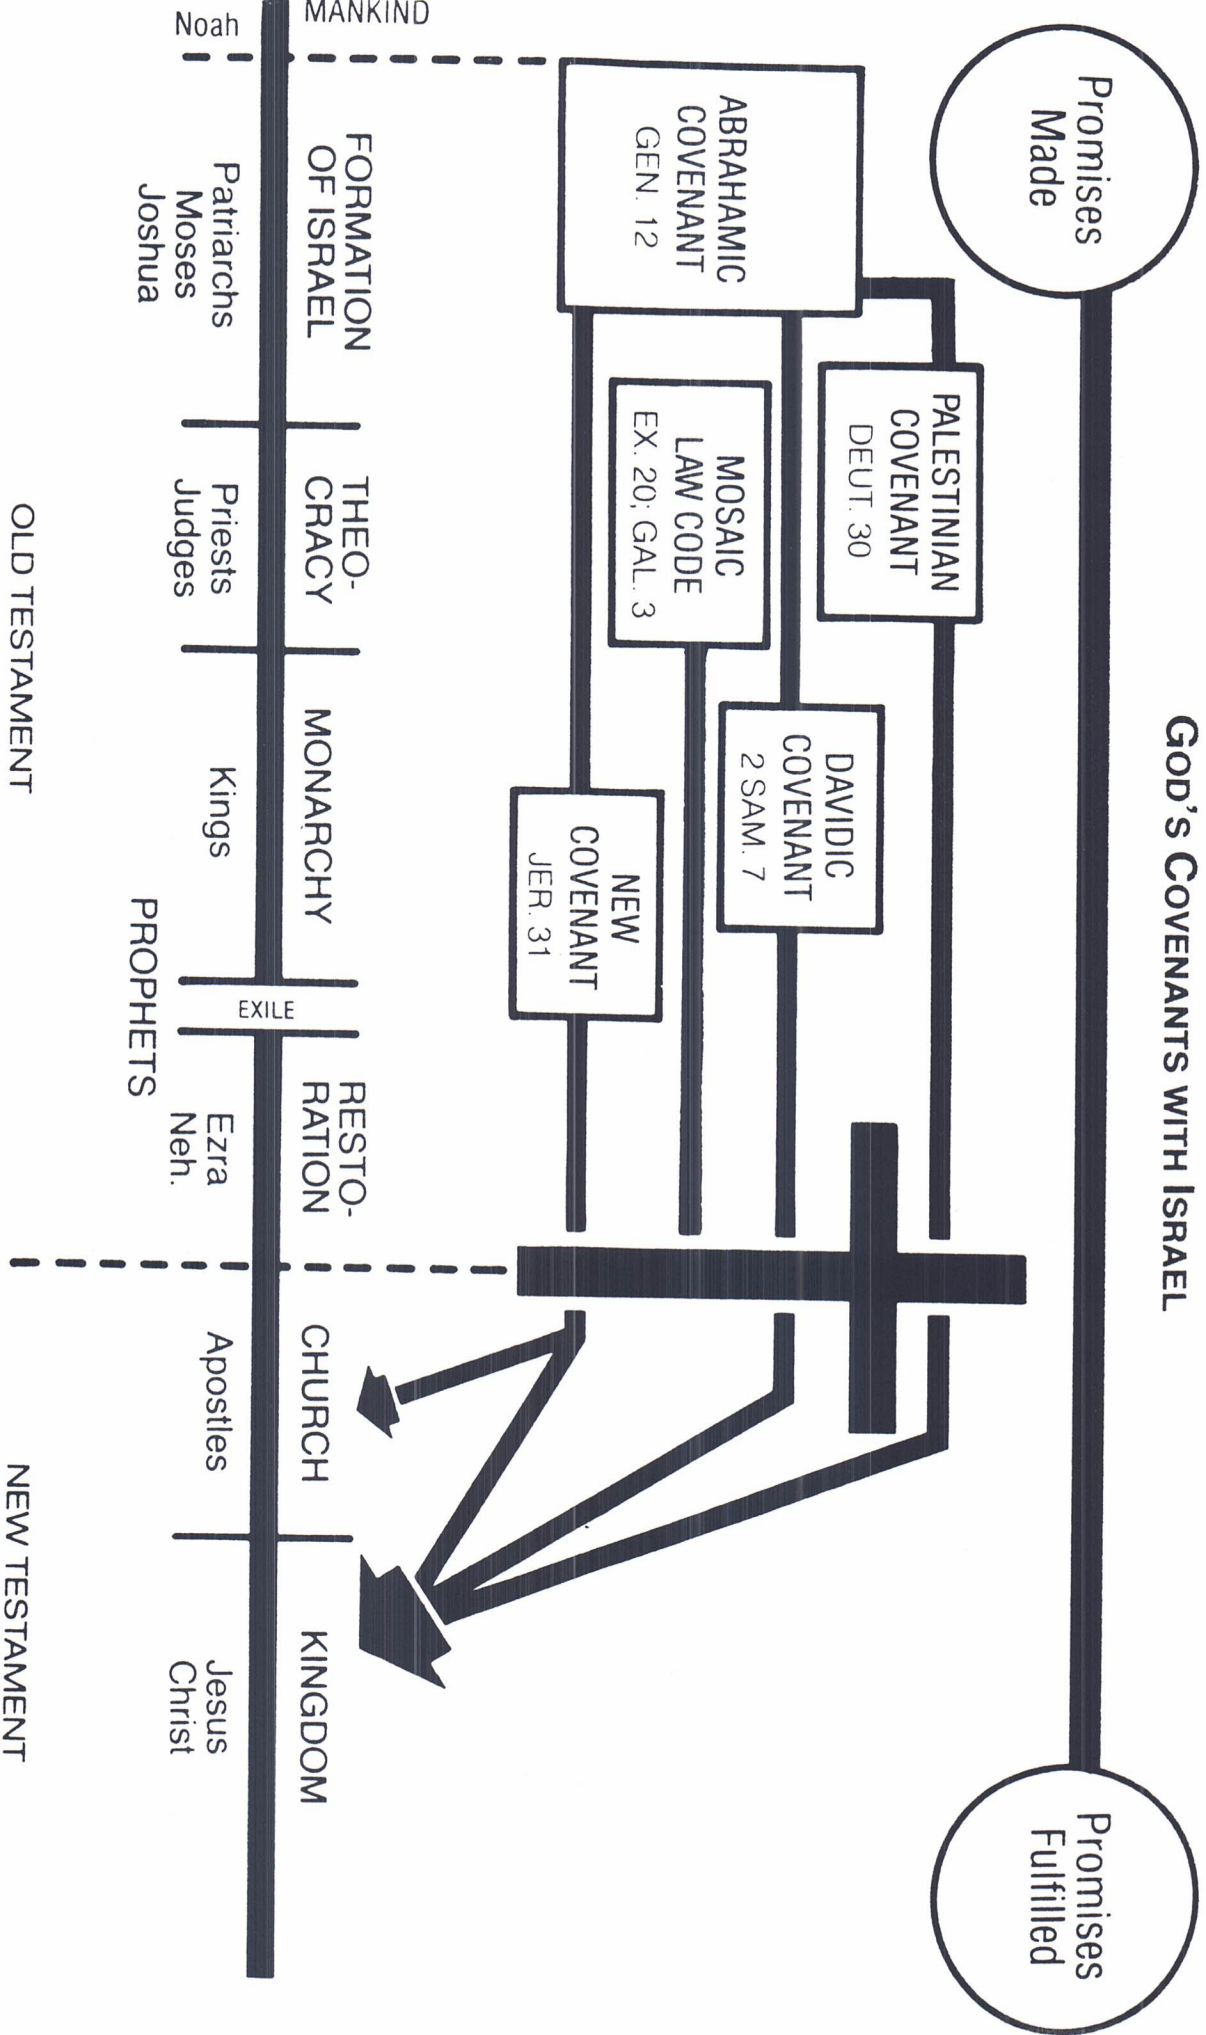 GOD'S COVENANTS WITH ISRAEL
Promises
Made
Promises
Fulfilled
PALESTINIAN
COVENANT
DEUT. 30
ABRAHAMIC
COVENANT
GEN. 12
DAVIDIC
COVENANT
2 SAM. 7
MOSAIC
LAW CODE
EX. 20; GAL. 3
NEW
COVENANT
JER. 31
MANKIND
Noah
FORMATION
OF ISRAEL
Patriarchs
Moses
Joshua
THEO-
CRACY
Priests
Judges
MONARCHY
Kings
EXILE
PROPHETS
RESTO-
RATION
Ezra
Neh.
CHURCH
Apostles
KINGDOM
Jesus
Christ
OLD TESTAMENT
NEW TESTAMENT